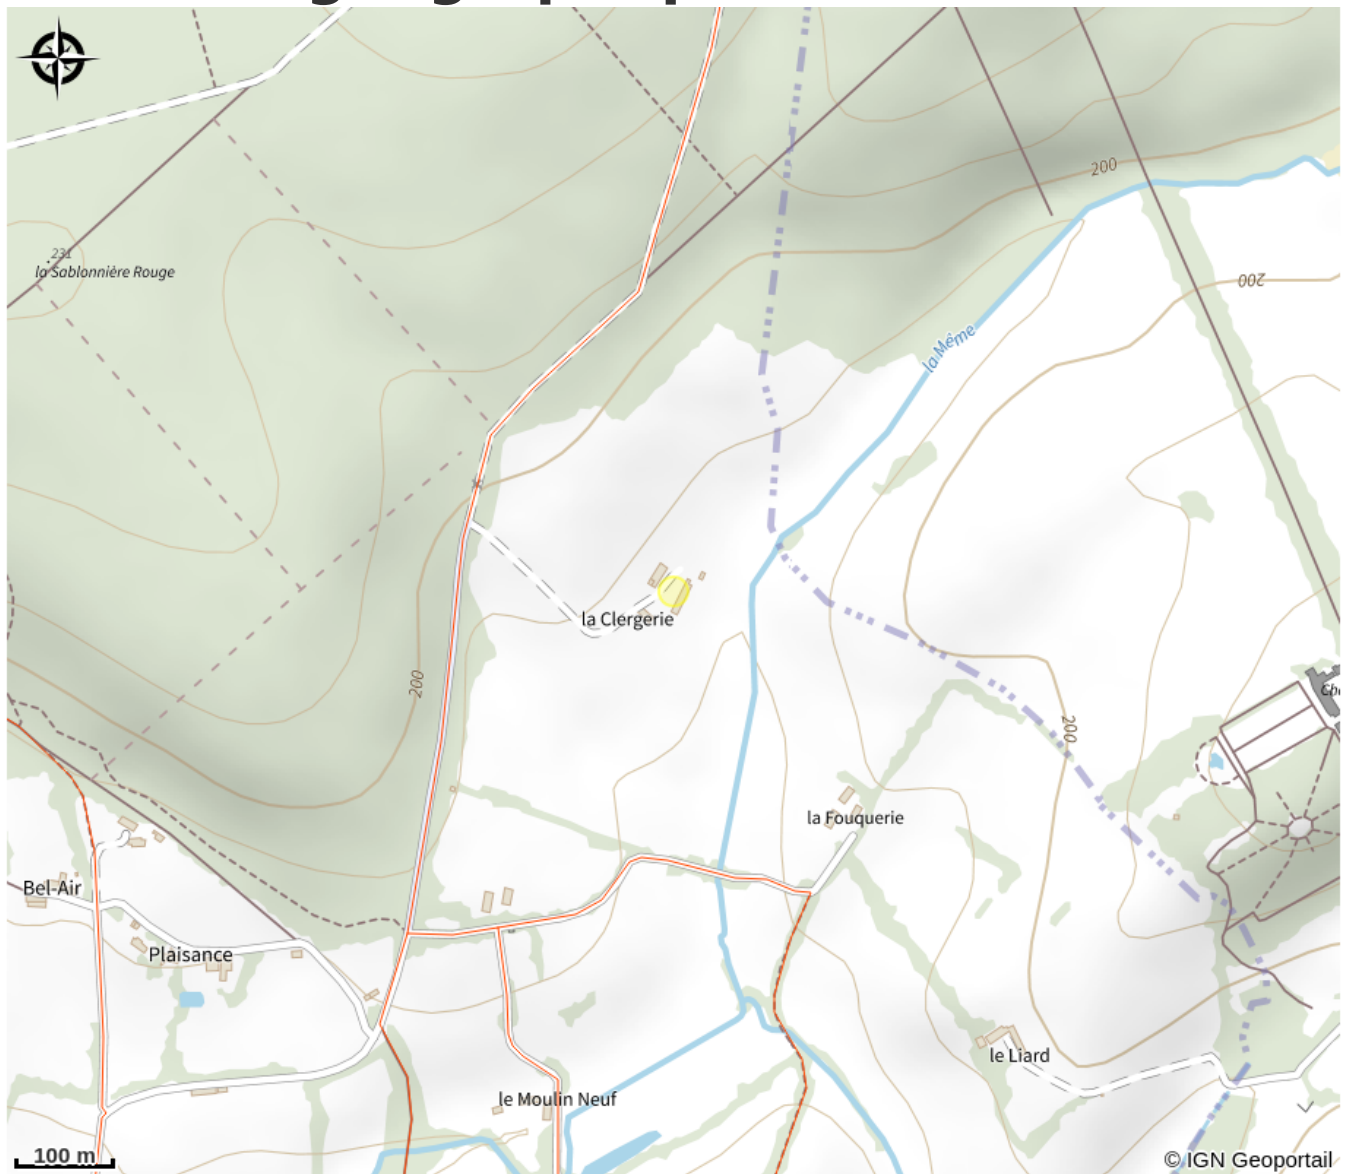 200
231
la Sablonnière Rouge
200
la Même
la Clergerie
200
200
la Fouquerie
Bel-Air
Plaisance
le Liard
le Moulin Neuf
100 m
© IGN Geoportail